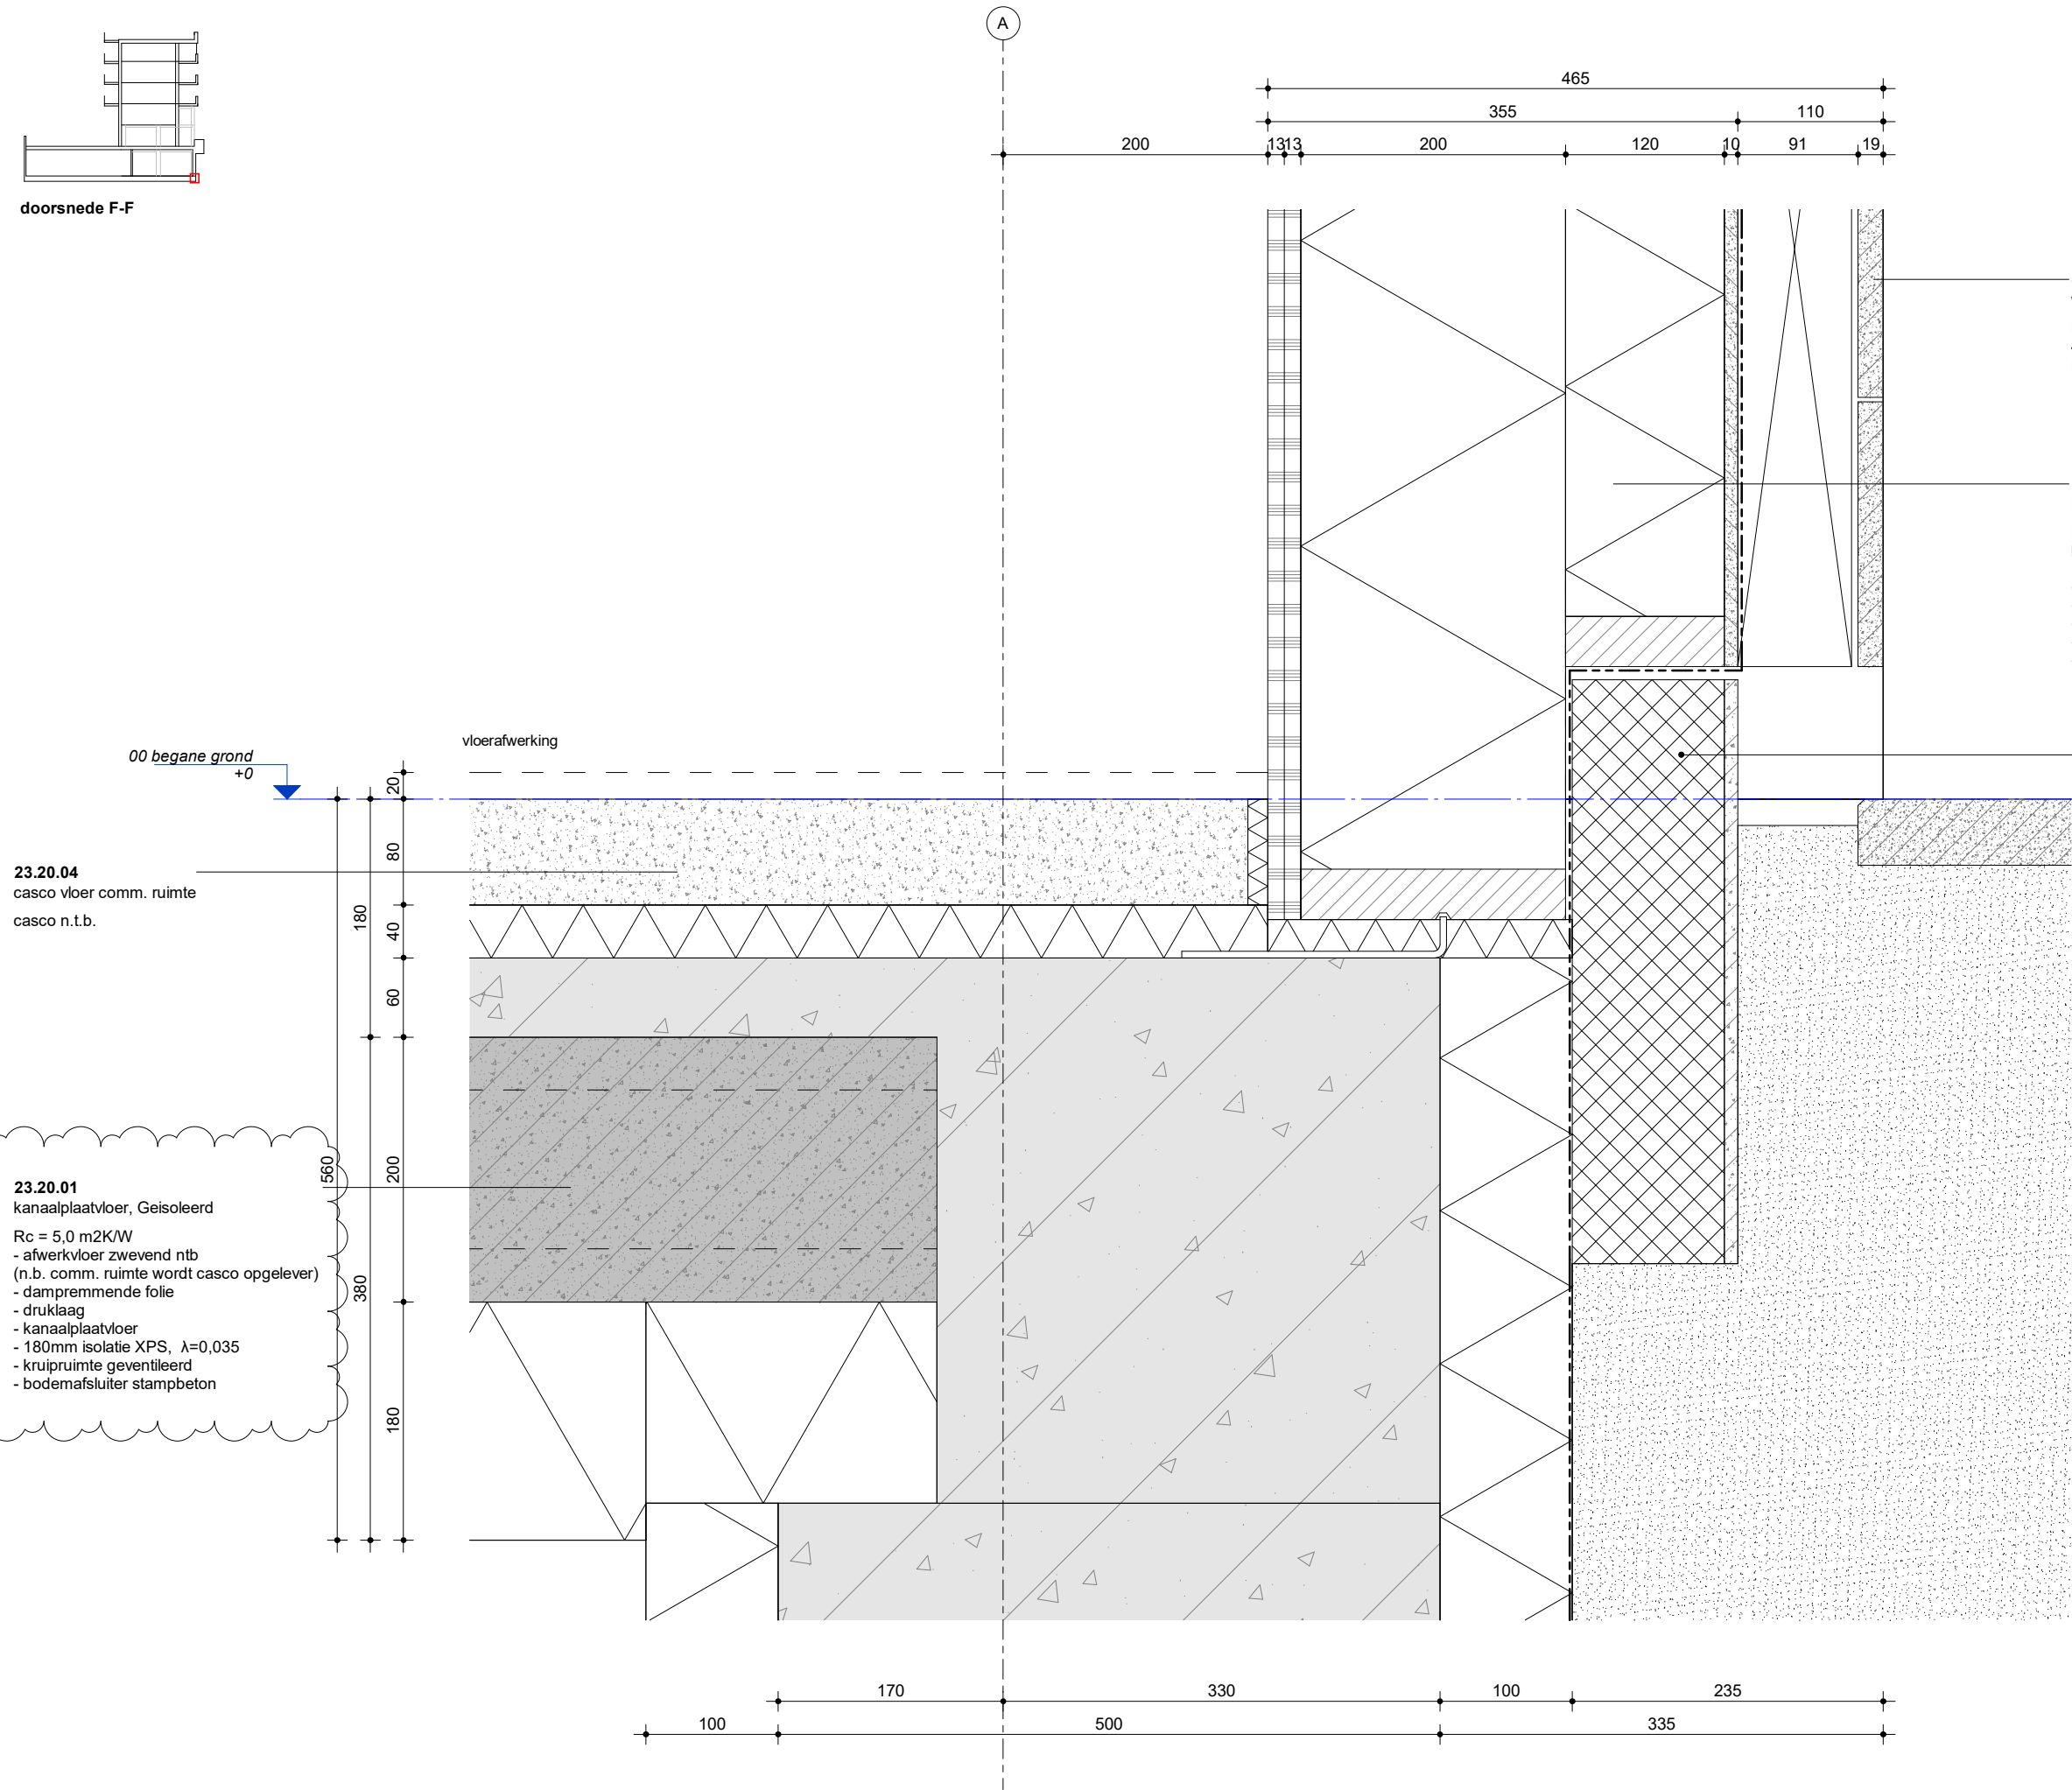 A
465
355
110
200
13
13
200
120
10
91
19
doorsnede F-F
vloerafwerking
00 begane grond
+0
20
80
40
180
60
23.20.04
casco vloer comm. ruimte
casco n.t.b.
560
200
380
180
23.20.01
kanaalplaatvloer, Geisoleerd
Rc = 5,0 m2K/W
- afwerkvloer zwevend ntb
(n.b. comm. ruimte wordt casco opgelever)
- dampremmende folie
- druklaag
- kanaalplaatvloer
- 180mm isolatie XPS, λ=0,035
- kruipruimte geventileerd
- bodemafsluiter stampbeton
170
330
100
235
100
500
335